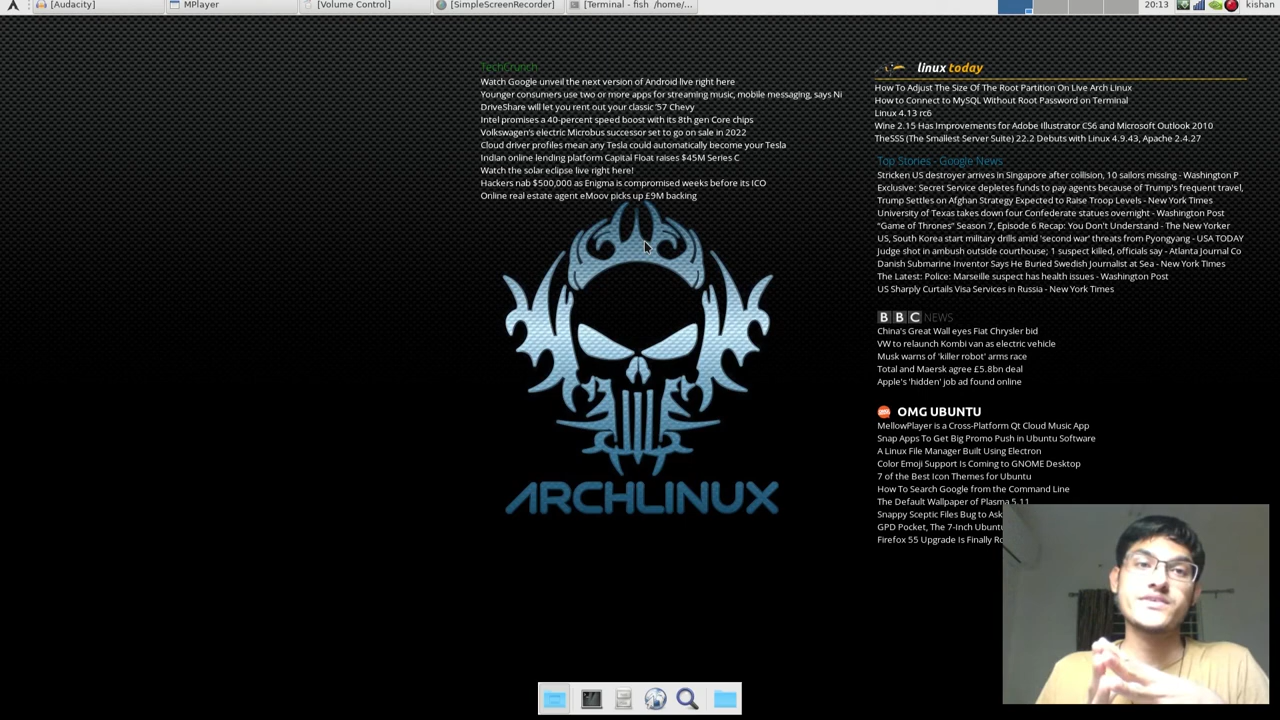 [Audacity]
MPlayer
[Volume Control]
[SimpleScreenRecorder]
[Terminal - fish /home/...
20:13
kishan
TechCrunch
Watch Google unveil the next version of Android live right here
Younger consumers use two or more apps for streaming music, mobile messaging, says Ni
DriveShare will let you rent out your classic '57 Chevy
Intel promises a 40-percent speed boost with its 8th gen Core chips
Volkswagen's electric Microbus successor set to go on sale in 2022
Cloud driver profiles mean any Tesla could automatically become your Tesla
Indian online lending platform Capital Float raises $45M Series C
Watch the solar eclipse live right here!
Hackers nab $500,000 as Enigma is compromised weeks before its ICO
Online real estate agent eMoov picks up £9M backing
ARCHLINUX
linux today
How To Adjust The Size Of The Root Partition On Live Arch Linux
How to Connect to MySQL Without Root Password on Terminal
Linux 4.13 rc6
Wine 2.15 Has Improvements for Adobe Illustrator CS6 and Microsoft Outlook 2010
TheSSS (The Smallest Server Suite) 22.2 Debuts with Linux 4.9.43, Apache 2.4.27
Top Stories - Google News
Stricken US destroyer arrives in Singapore after collision, 10 sailors missing - Washington P
Exclusive: Secret Service depletes funds to pay agents because of Trump's frequent travel,
Trump Settles on Afghan Strategy Expected to Raise Troop Levels - New York Times
University of Texas takes down four Confederate statues overnight - Washington Post
“Game of Thrones” Season 7, Episode 6 Recap: You Don't Understand - The New Yorker
US, South Korea start military drills amid 'second war' threats from Pyongyang - USA TODAY
Judge shot in ambush outside courthouse; 1 suspect killed, officials say - Atlanta Journal Co
Danish Submarine Inventor Says He Buried Swedish Journalist at Sea - New York Times
The Latest: Police: Marseille suspect has health issues - Washington Post
US Sharply Curtails Visa Services in Russia - New York Times
BBC NEWS
China's Great Wall eyes Fiat Chrysler bid
VW to relaunch Kombi van as electric vehicle
Musk warns of 'killer robot' arms race
Total and Maersk agree £5.8bn deal
Apple's 'hidden' job ad found online
OMG UBUNTU
MellowPlayer is a Cross-Platform Qt Cloud Music App
Snap Apps To Get Big Promo Push in Ubuntu Software
A Linux File Manager Built Using Electron
Color Emoji Support Is Coming to GNOME Desktop
7 of the Best Icon Themes for Ubuntu
How To Search Google from the Command Line
The Default Wallpaper of Plasma 5.11
Snappy Sceptic Files Bug to Ask
GPD Pocket, The 7-Inch Ubuntu
Firefox 55 Upgrade Is Finally Ro